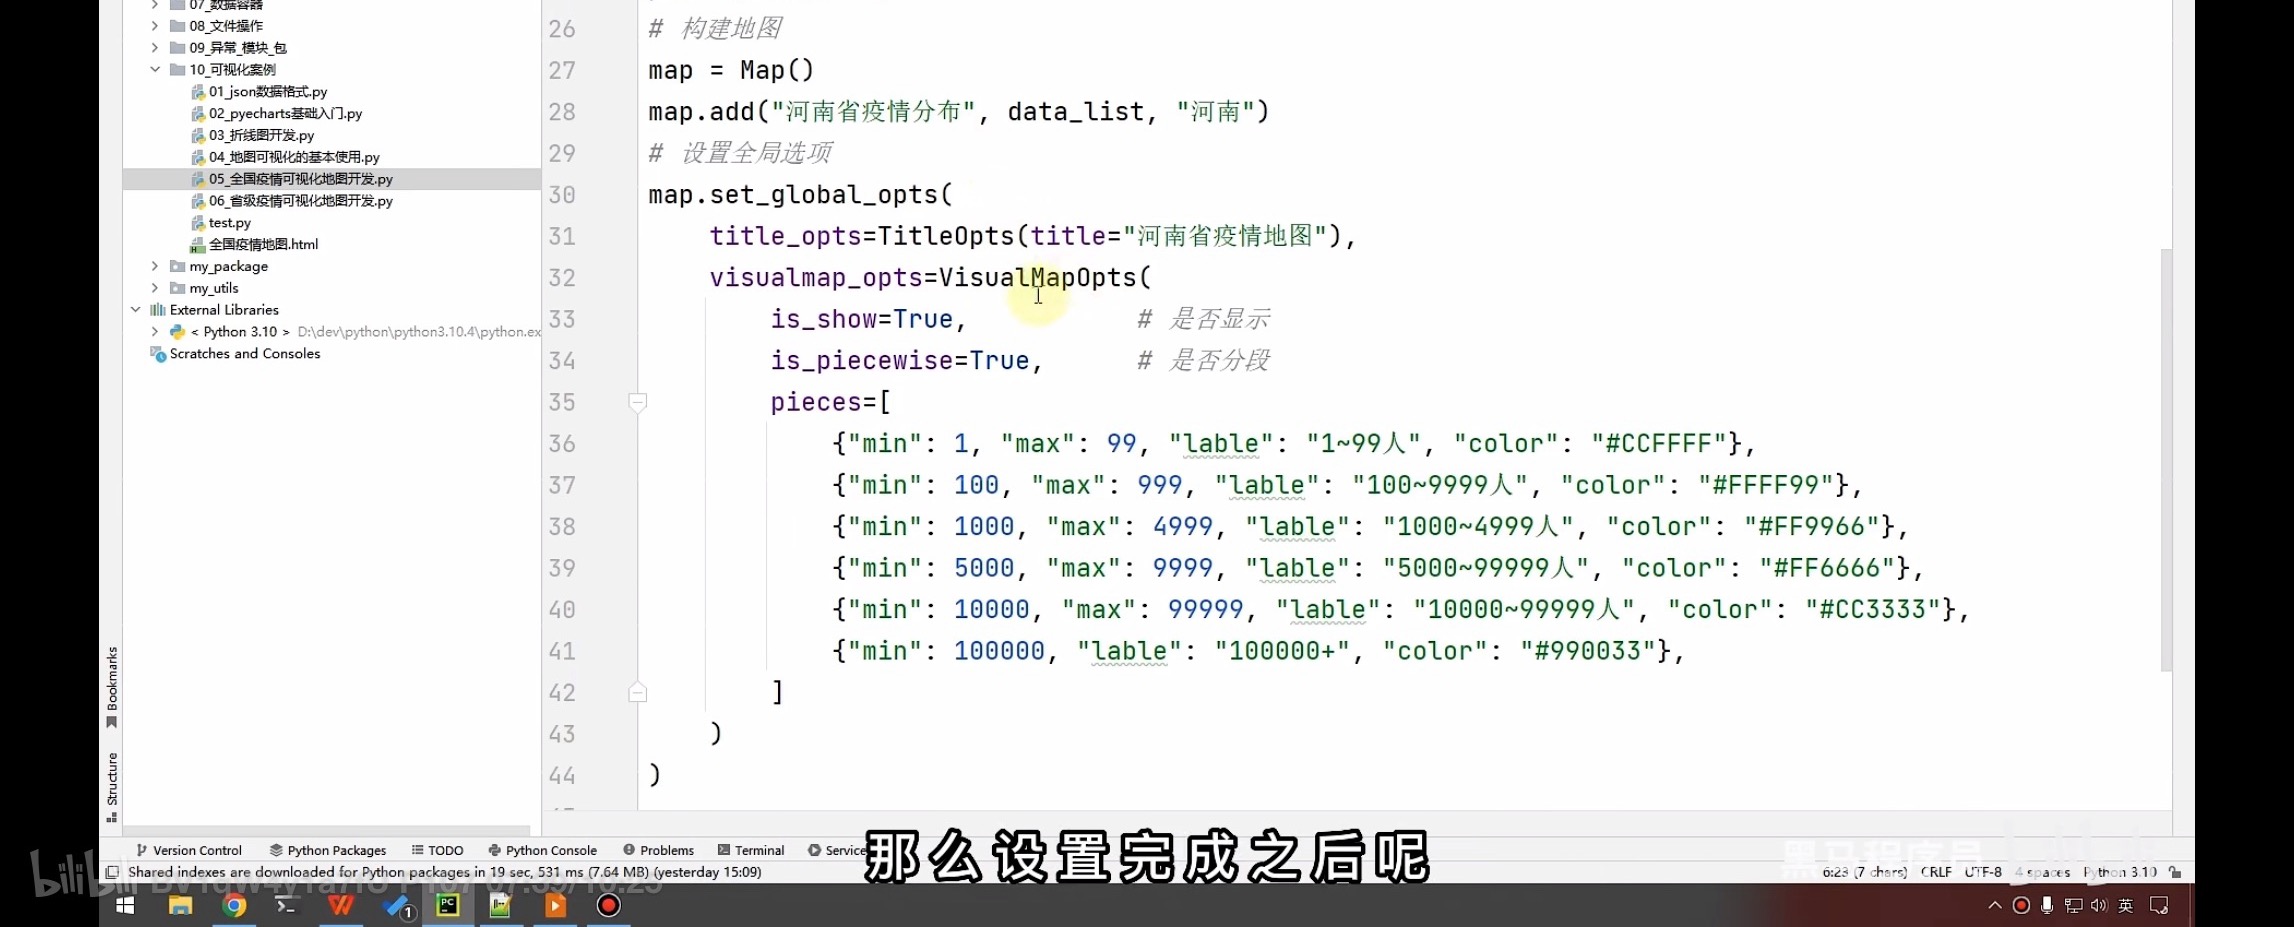 07_数据容器
08_文件操作
09_异常_模块_包
10_可视化案例
01_json数据格式.py
02_pyecharts基础入门.py
03_折线图开发.py
04_地图可视化的基本使用.py
05_全国疫情可视化地图开发.py
06_省级疫情可视化地图开发.py
test.py
全国疫情地图.html
my_package
my_utils
External Libraries
< Python 3.10 > D:\dev\python\python3.10.4\python.ex
Scratches and Consoles
Bookmarks
Structure
26 # 构建地图
27 map = Map()
28 map.add("河南省疫情分布", data_list, "河南")
29 # 设置全局选项
30 map.set_global_opts(
31 title_opts=TitleOpts(title="河南省疫情地图"),
32 visualmap_opts=VisualMapOpts(
33 is_show=True, # 是否显示
34 is_piecewise=True, # 是否分段
35 pieces=[
36 {"min": 1, "max": 99, "lable": "1~99人", "color": "#CCFFFF"},
37 {"min": 100, "max": 999, "lable": "100~9999人", "color": "#FFFF99"},
38 {"min": 1000, "max": 4999, "lable": "1000~4999人", "color": "#FF9966"},
39 {"min": 5000, "max": 9999, "lable": "5000~99999人", "color": "#FF6666"},
40 {"min": 10000, "max": 99999, "lable": "10000~99999人", "color": "#CC3333"},
41 {"min": 100000, "lable": "100000+", "color": "#990033"},
42 ]
43 )
44 )
Version Control Python Packages TODO Python Console Problems Terminal Service
那么设置完成之后呢
黑马程序员
bilibili
Shared indexes are downloaded for Python packages in 19 sec, 531 ms (7.64 MB) (yesterday 15:09)
6:23 (7 chars) CRLF UTF-8 4 spaces Python 3.10
1
英